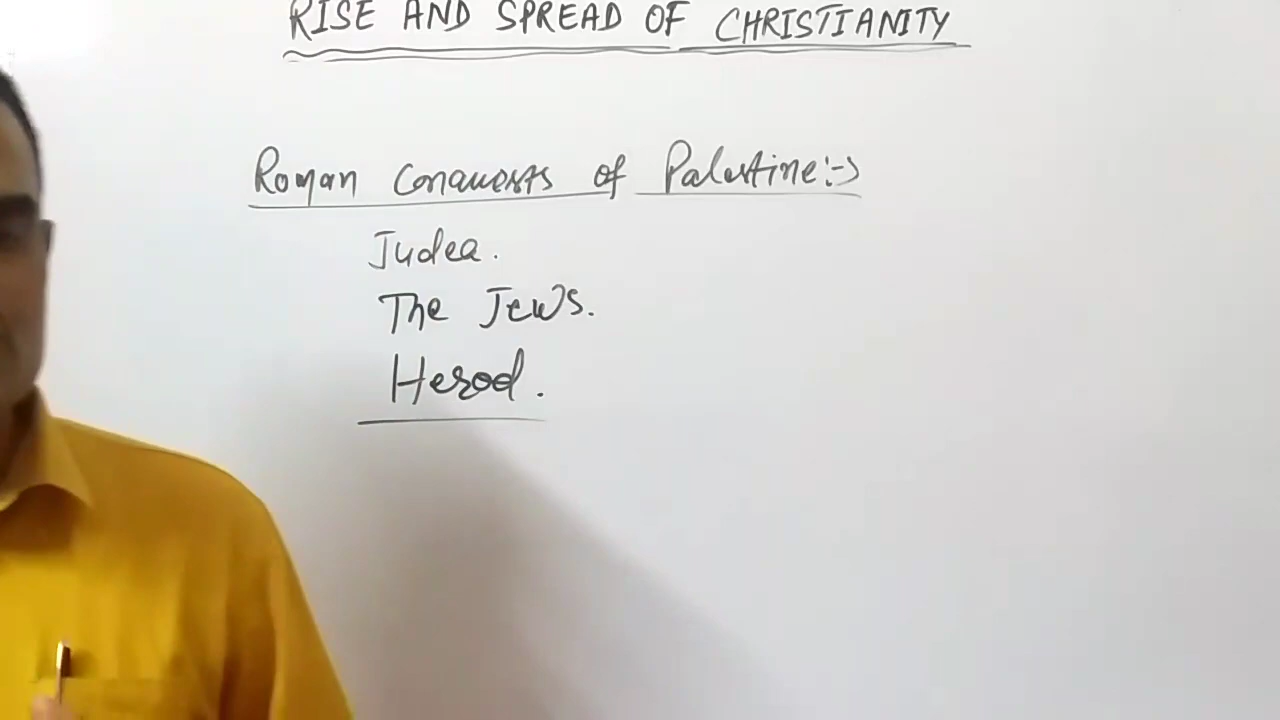 RISE AND SPREAD OF CHRISTIANITY
Roman Conquests of Palestine:→
Judea.
The Jews.
Herod.